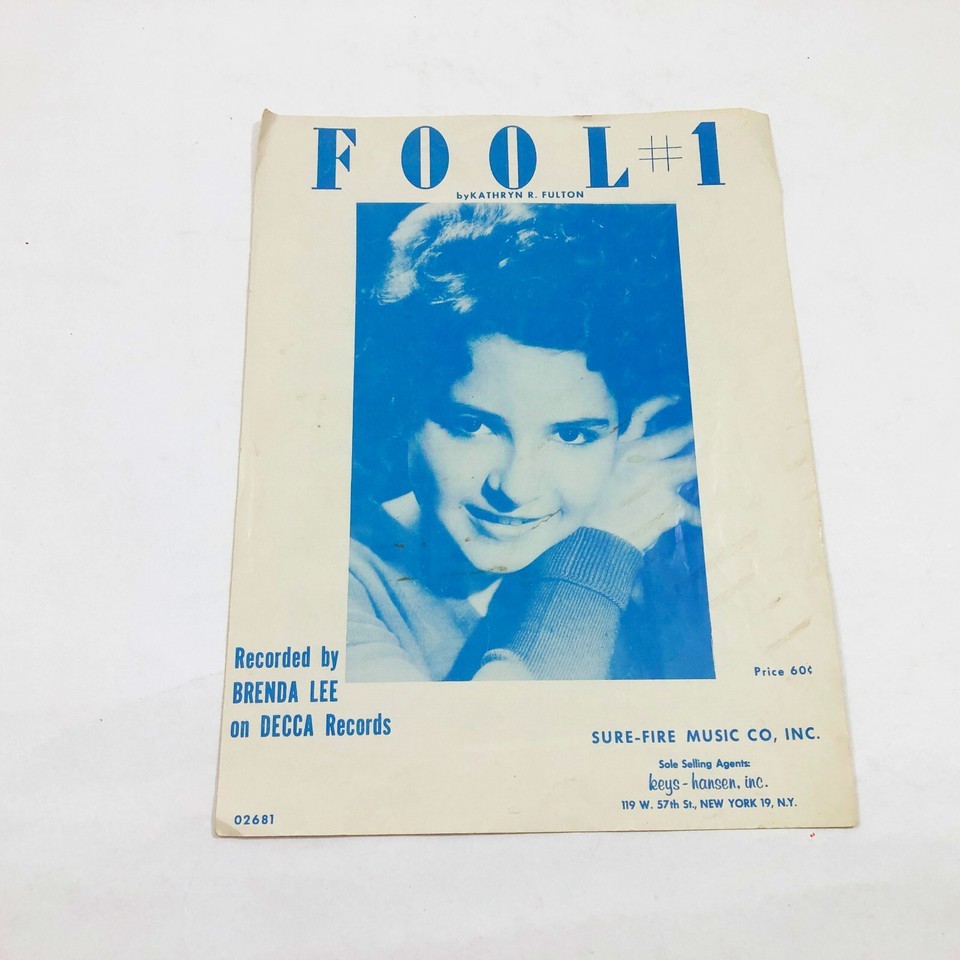 FOOL #1
by KATHRYN R. FULTON
Recorded by
BRENDA LEE
on DECCA Records
Price 60¢
SURE-FIRE MUSIC CO, INC.
Sole Selling Agents:
keys-hansen, inc.
119 W. 57th St., NEW YORK 19, N.Y.
02681